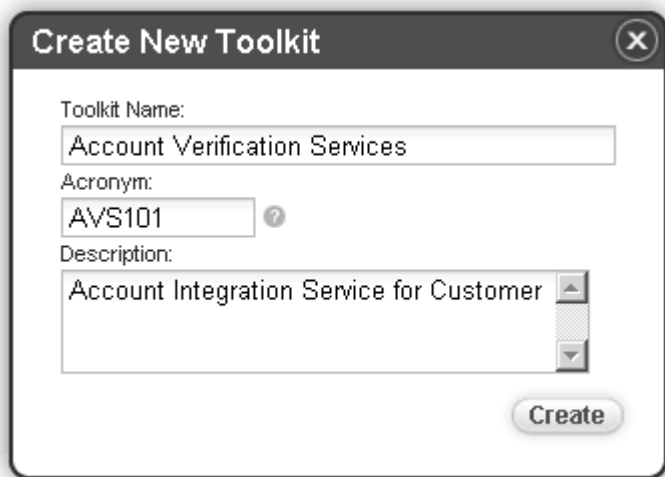 Create New Toolkit
Toolkit Name:
Account Verification Services
Acronym:
AVS101
?
Description:
Account Integration Service for Customer
Create